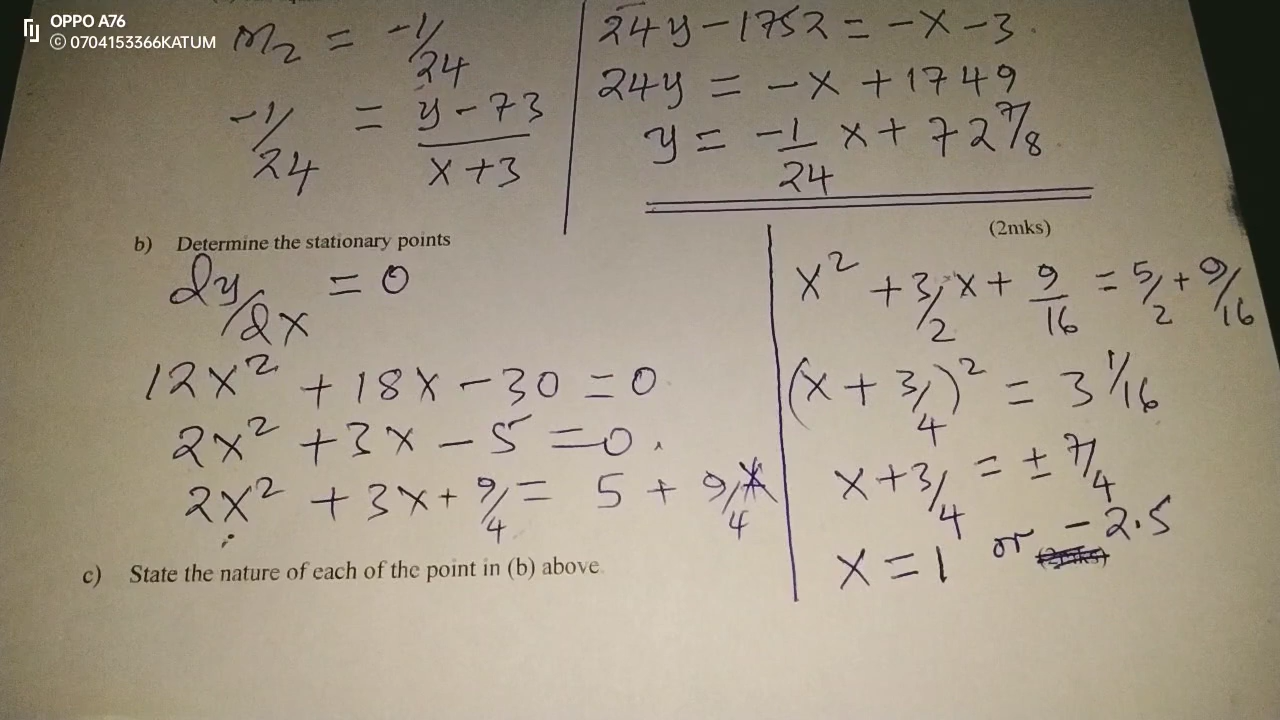 OPPO A76
© 0704153366KATUM
m₂ = -1/24
-1/24 = (y - 73)/(x + 3)
24y - 1752 = -x - 3.
24y = -x + 1749
y = -1/24 x + 72 7/8
b) Determine the stationary points
(2mks)
dy/dx = 0
12x² + 18x - 30 = 0
2x² + 3x - 5 = 0.
2x² + 3x + 9/4 = 5 + 9/4
x² + 3/2 x + 9/16 = 5/2 + 9/16
(x + 3/4)² = 3 1/16
x + 3/4 = ± 7/4
x = 1 or -2.5
(2mks)
c) State the nature of each of the point in (b) above